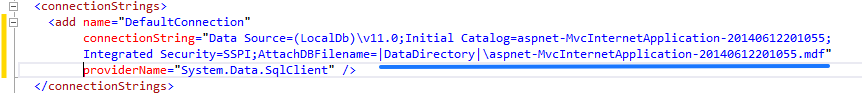 <connectionStrings>
<add name="DefaultConnection"
connectionString="Data Source=(LocalDb)\v11.0;Initial Catalog=aspnet-MvcInternetApplication-20140612201055;
Integrated Security=SSPI;AttachDBFilename=|DataDirectory|\aspnet-MvcInternetApplication-20140612201055.mdf"
providerName="System.Data.SqlClient" />
</connectionStrings>